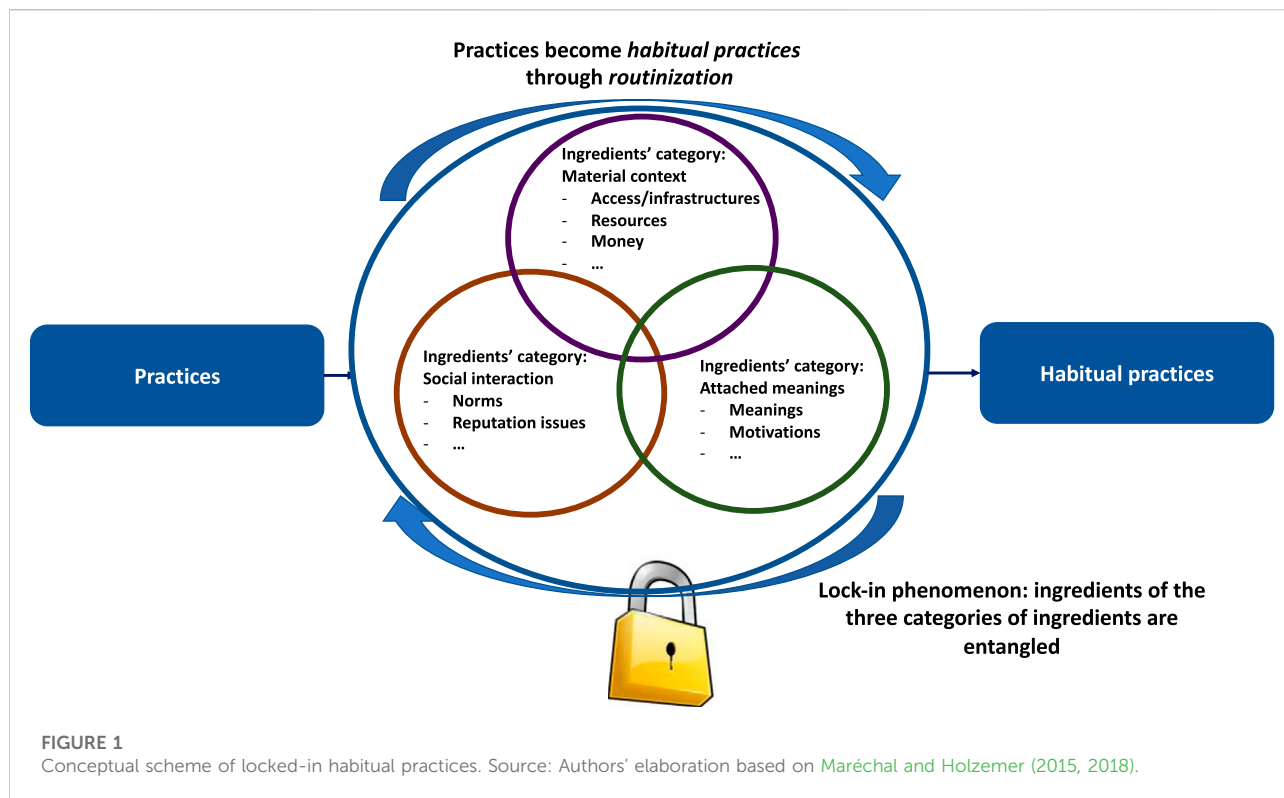 Practices become habitual practices
through routinization
Ingredients’ category:
Material context
- Access/infrastructures
- Resources
- Money
- ...
Practices
Ingredients’ category:
Social interaction
- Norms
- Reputation issues
- ...
Ingredients’ category:
Attached meanings
- Meanings
- Motivations
- ...
Habitual practices
Lock-in phenomenon: ingredients of the
three categories of ingredients are
entangled
FIGURE 1
Conceptual scheme of locked-in habitual practices. Source: Authors’ elaboration based on Maréchal and Holzemer (2015, 2018).